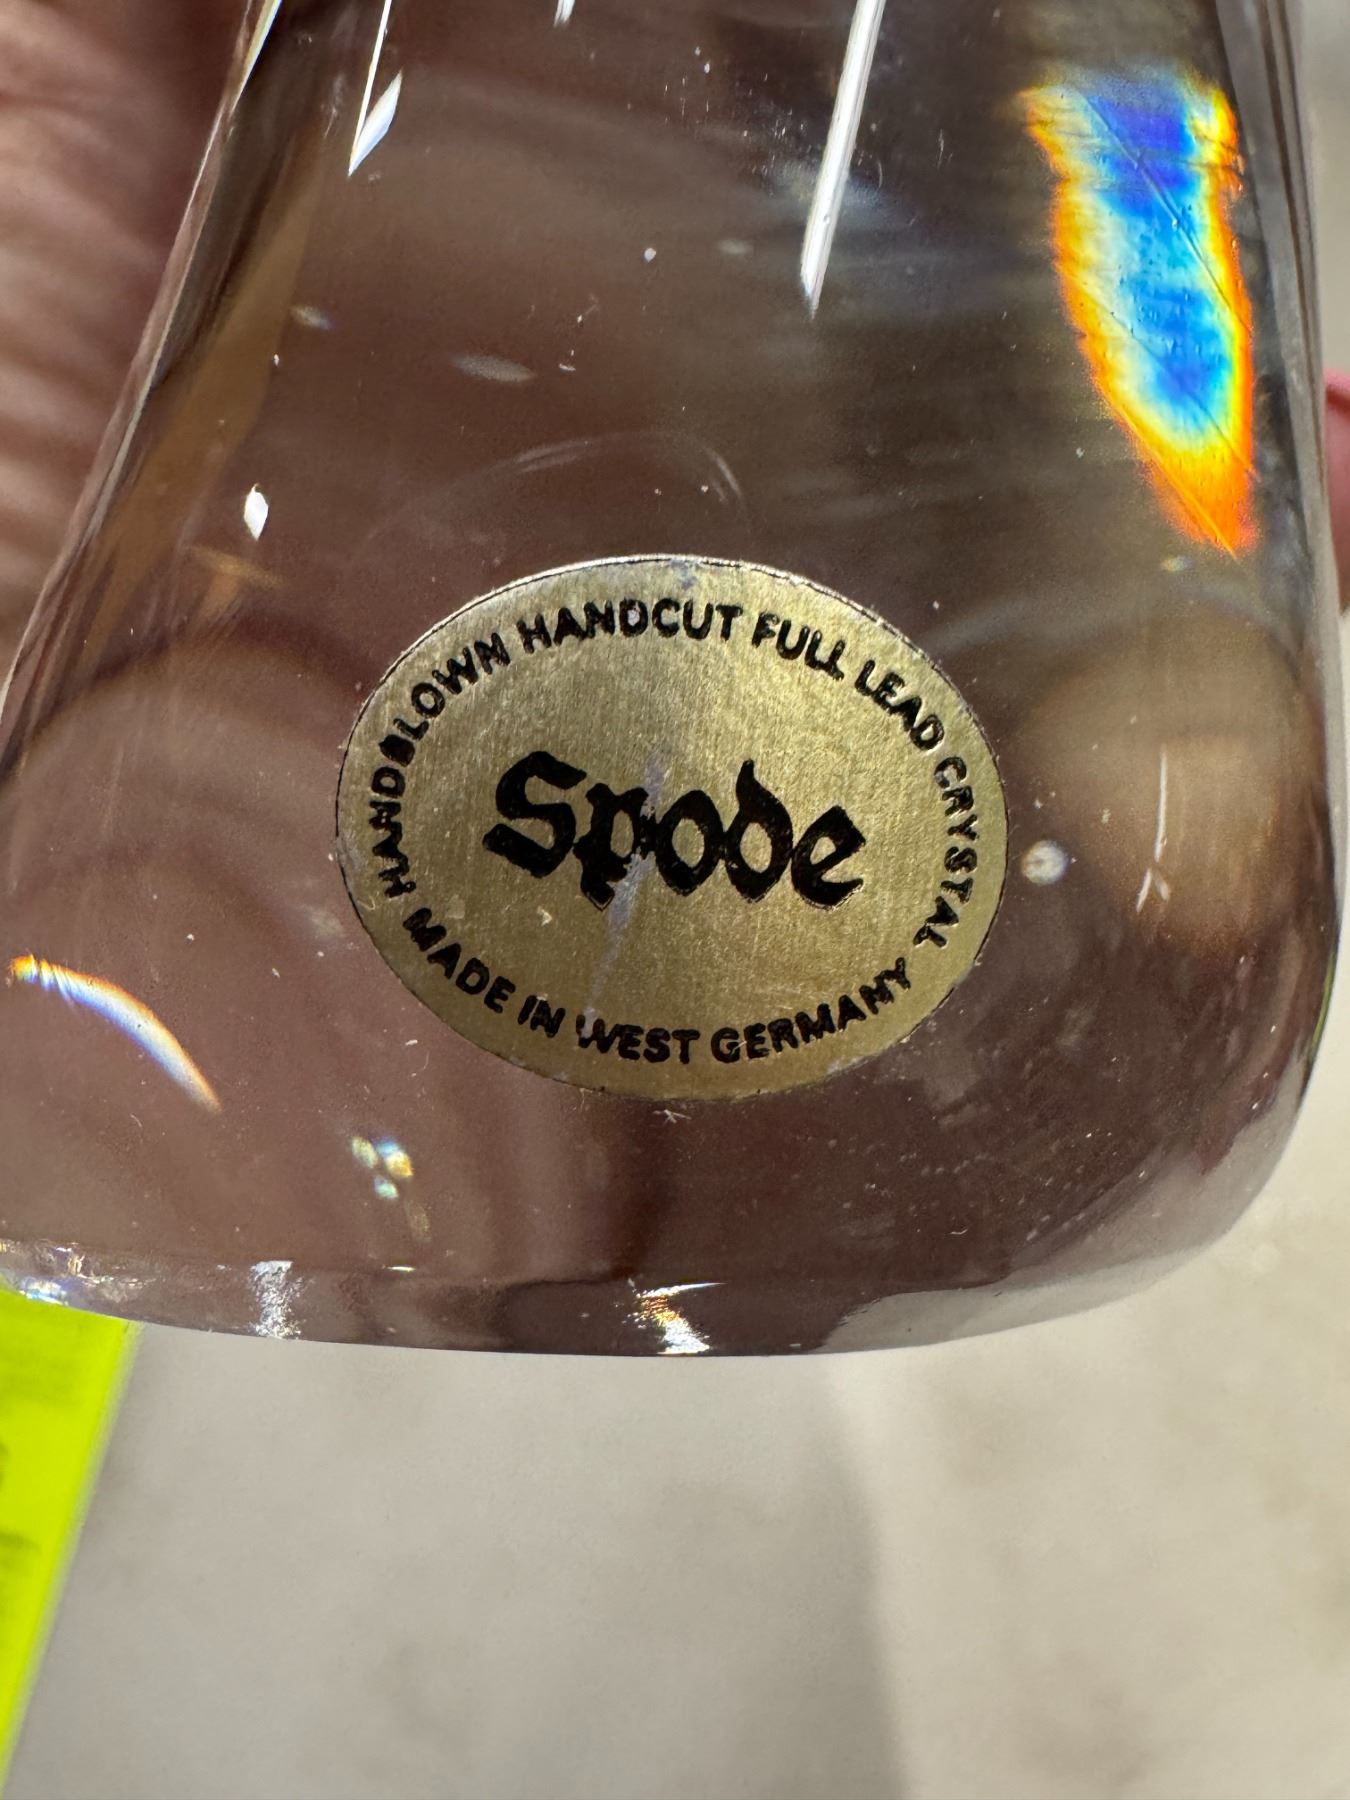 HANDBLOWN HANDCUT FULL LEAD CRYSTAL
Spode
MADE IN WEST GERMANY